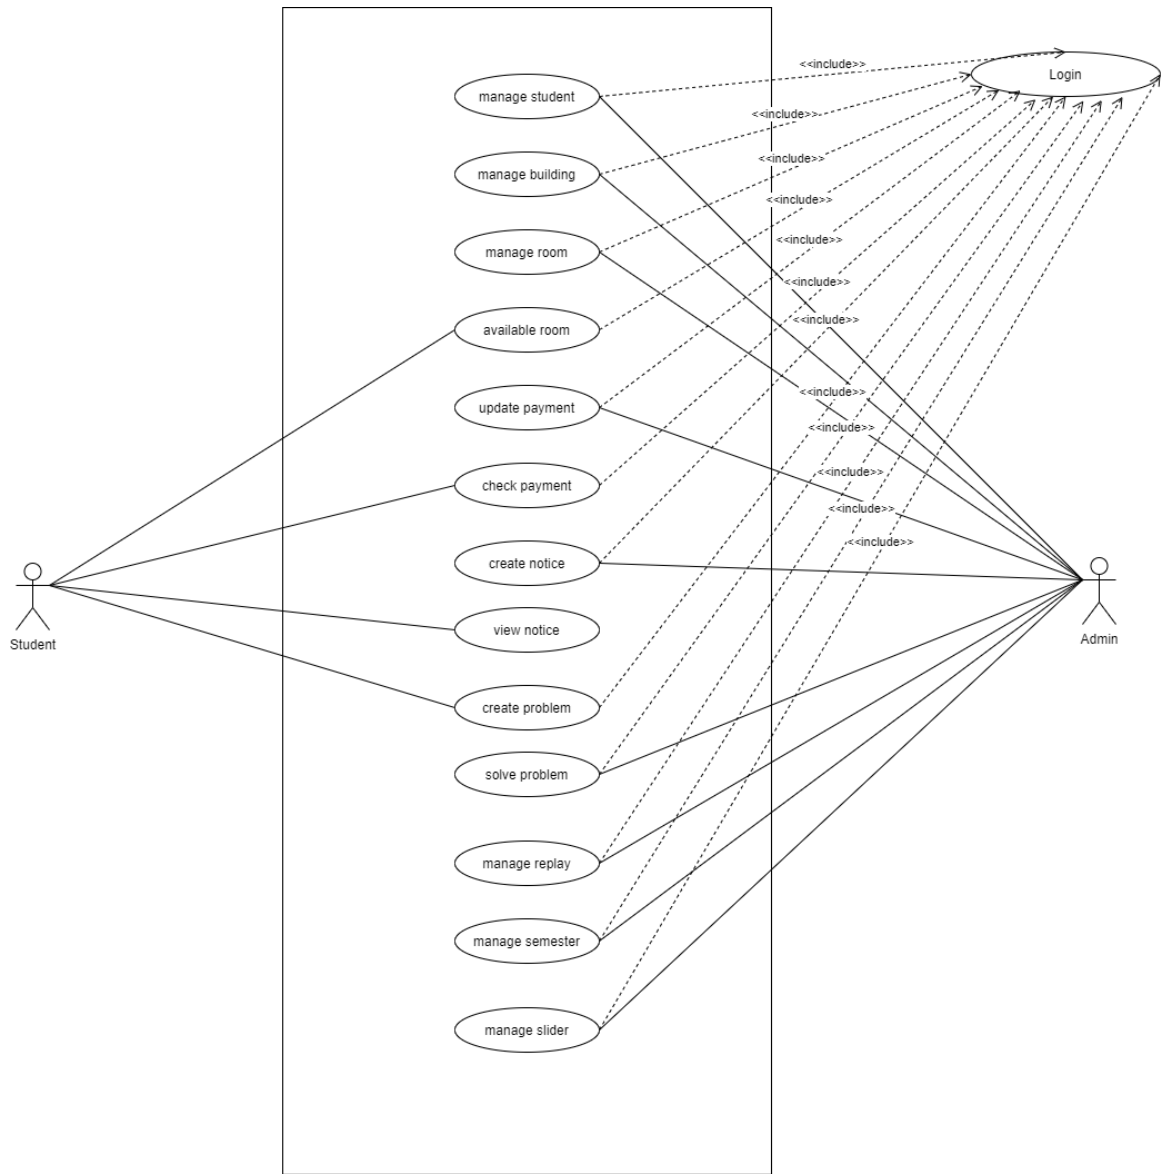 <<include>>
Login
manage student
<<include>>
<<include>>
manage building
<<include>>
<<include>>
manage room
<<include>>
<<include>>
available room
<<include>>
update payment
<<include>>
<<include>>
check payment
<<include>>
<<include>>
create notice
view notice
Student
Admin
create problem
solve problem
manage replay
manage semester
manage slider